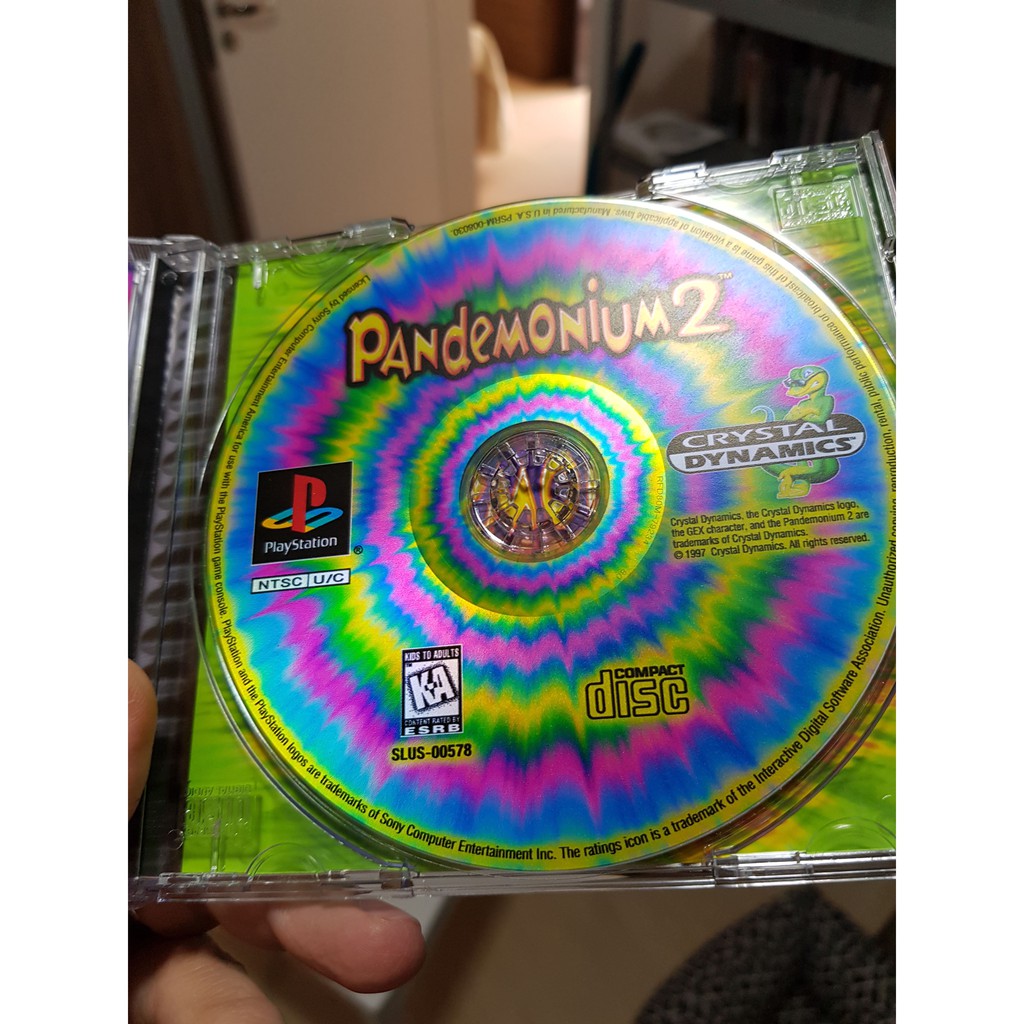 PANDEMONIUM 2™
CRYSTAL
DYNAMICS
PlayStation
®
NTSC U/C
Crystal Dynamics, the Crystal Dynamics logo,
the GEX character, and the Pandemonium 2 are
trademarks of Crystal Dynamics.
© 1997 Crystal Dynamics. All rights reserved.
KIDS TO ADULTS
K-A
CONTENT RATED BY
ESRB
SLUS-00578
COMPACT
disc
Licensed by Sony Computer Entertainment America for use with the PlayStation game console. PlayStation and the PlayStation logos are trademarks of Sony Computer Entertainment Inc. The ratings icon is a trademark of the Interactive Digital Software Association. Unauthorized copying, reproduction, rental, public performance or broadcast of this game is a violation of applicable laws. Manufactured in U.S.A. PSRM-008030.